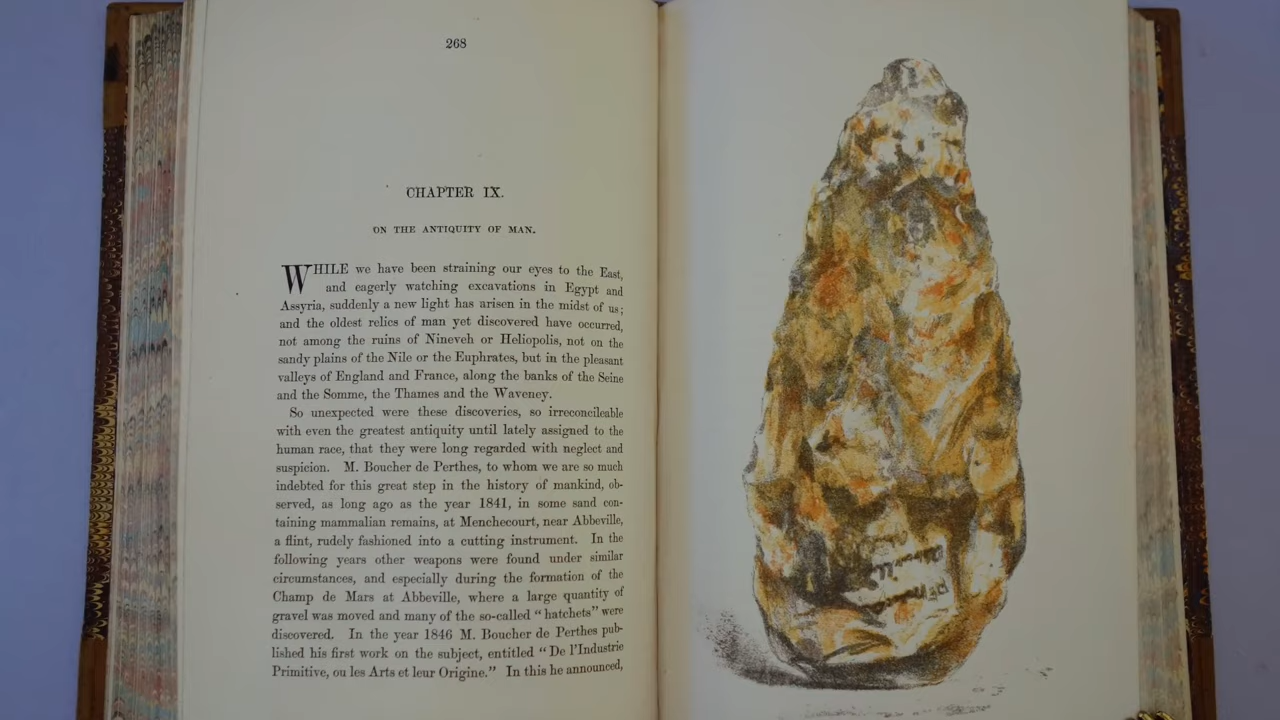 268
CHAPTER IX.
ON THE ANTIQUITY OF MAN.
WHILE we have been straining our eyes to the East,
and eagerly watching excavations in Egypt and
Assyria, suddenly a new light has arisen in the midst of us;
and the oldest relics of man yet discovered have occurred,
not among the ruins of Nineveh or Heliopolis, not on the
sandy plains of the Nile or the Euphrates, but in the pleasant
valleys of England and France, along the banks of the Seine
and the Somme, the Thames and the Waveney.
So unexpected were these discoveries, so irreconcileable
with even the greatest antiquity until lately assigned to the
human race, that they were long regarded with neglect and
suspicion. M. Boucher de Perthes, to whom we are so much
indebted for this great step in the history of mankind, ob-
served, as long ago as the year 1841, in some sand con-
taining mammalian remains, at Menchecourt, near Abbeville,
a flint, rudely fashioned into a cutting instrument. In the
following years other weapons were found under similar
circumstances, and especially during the formation of the
Champ de Mars at Abbeville, where a large quantity of
gravel was moved and many of the so-called "hatchets" were
discovered. In the year 1846 M. Boucher de Perthes pub-
lished his first work on the subject, entitled "De l'Industrie
Primitive, ou les Arts et leur Origine." In this he announced,